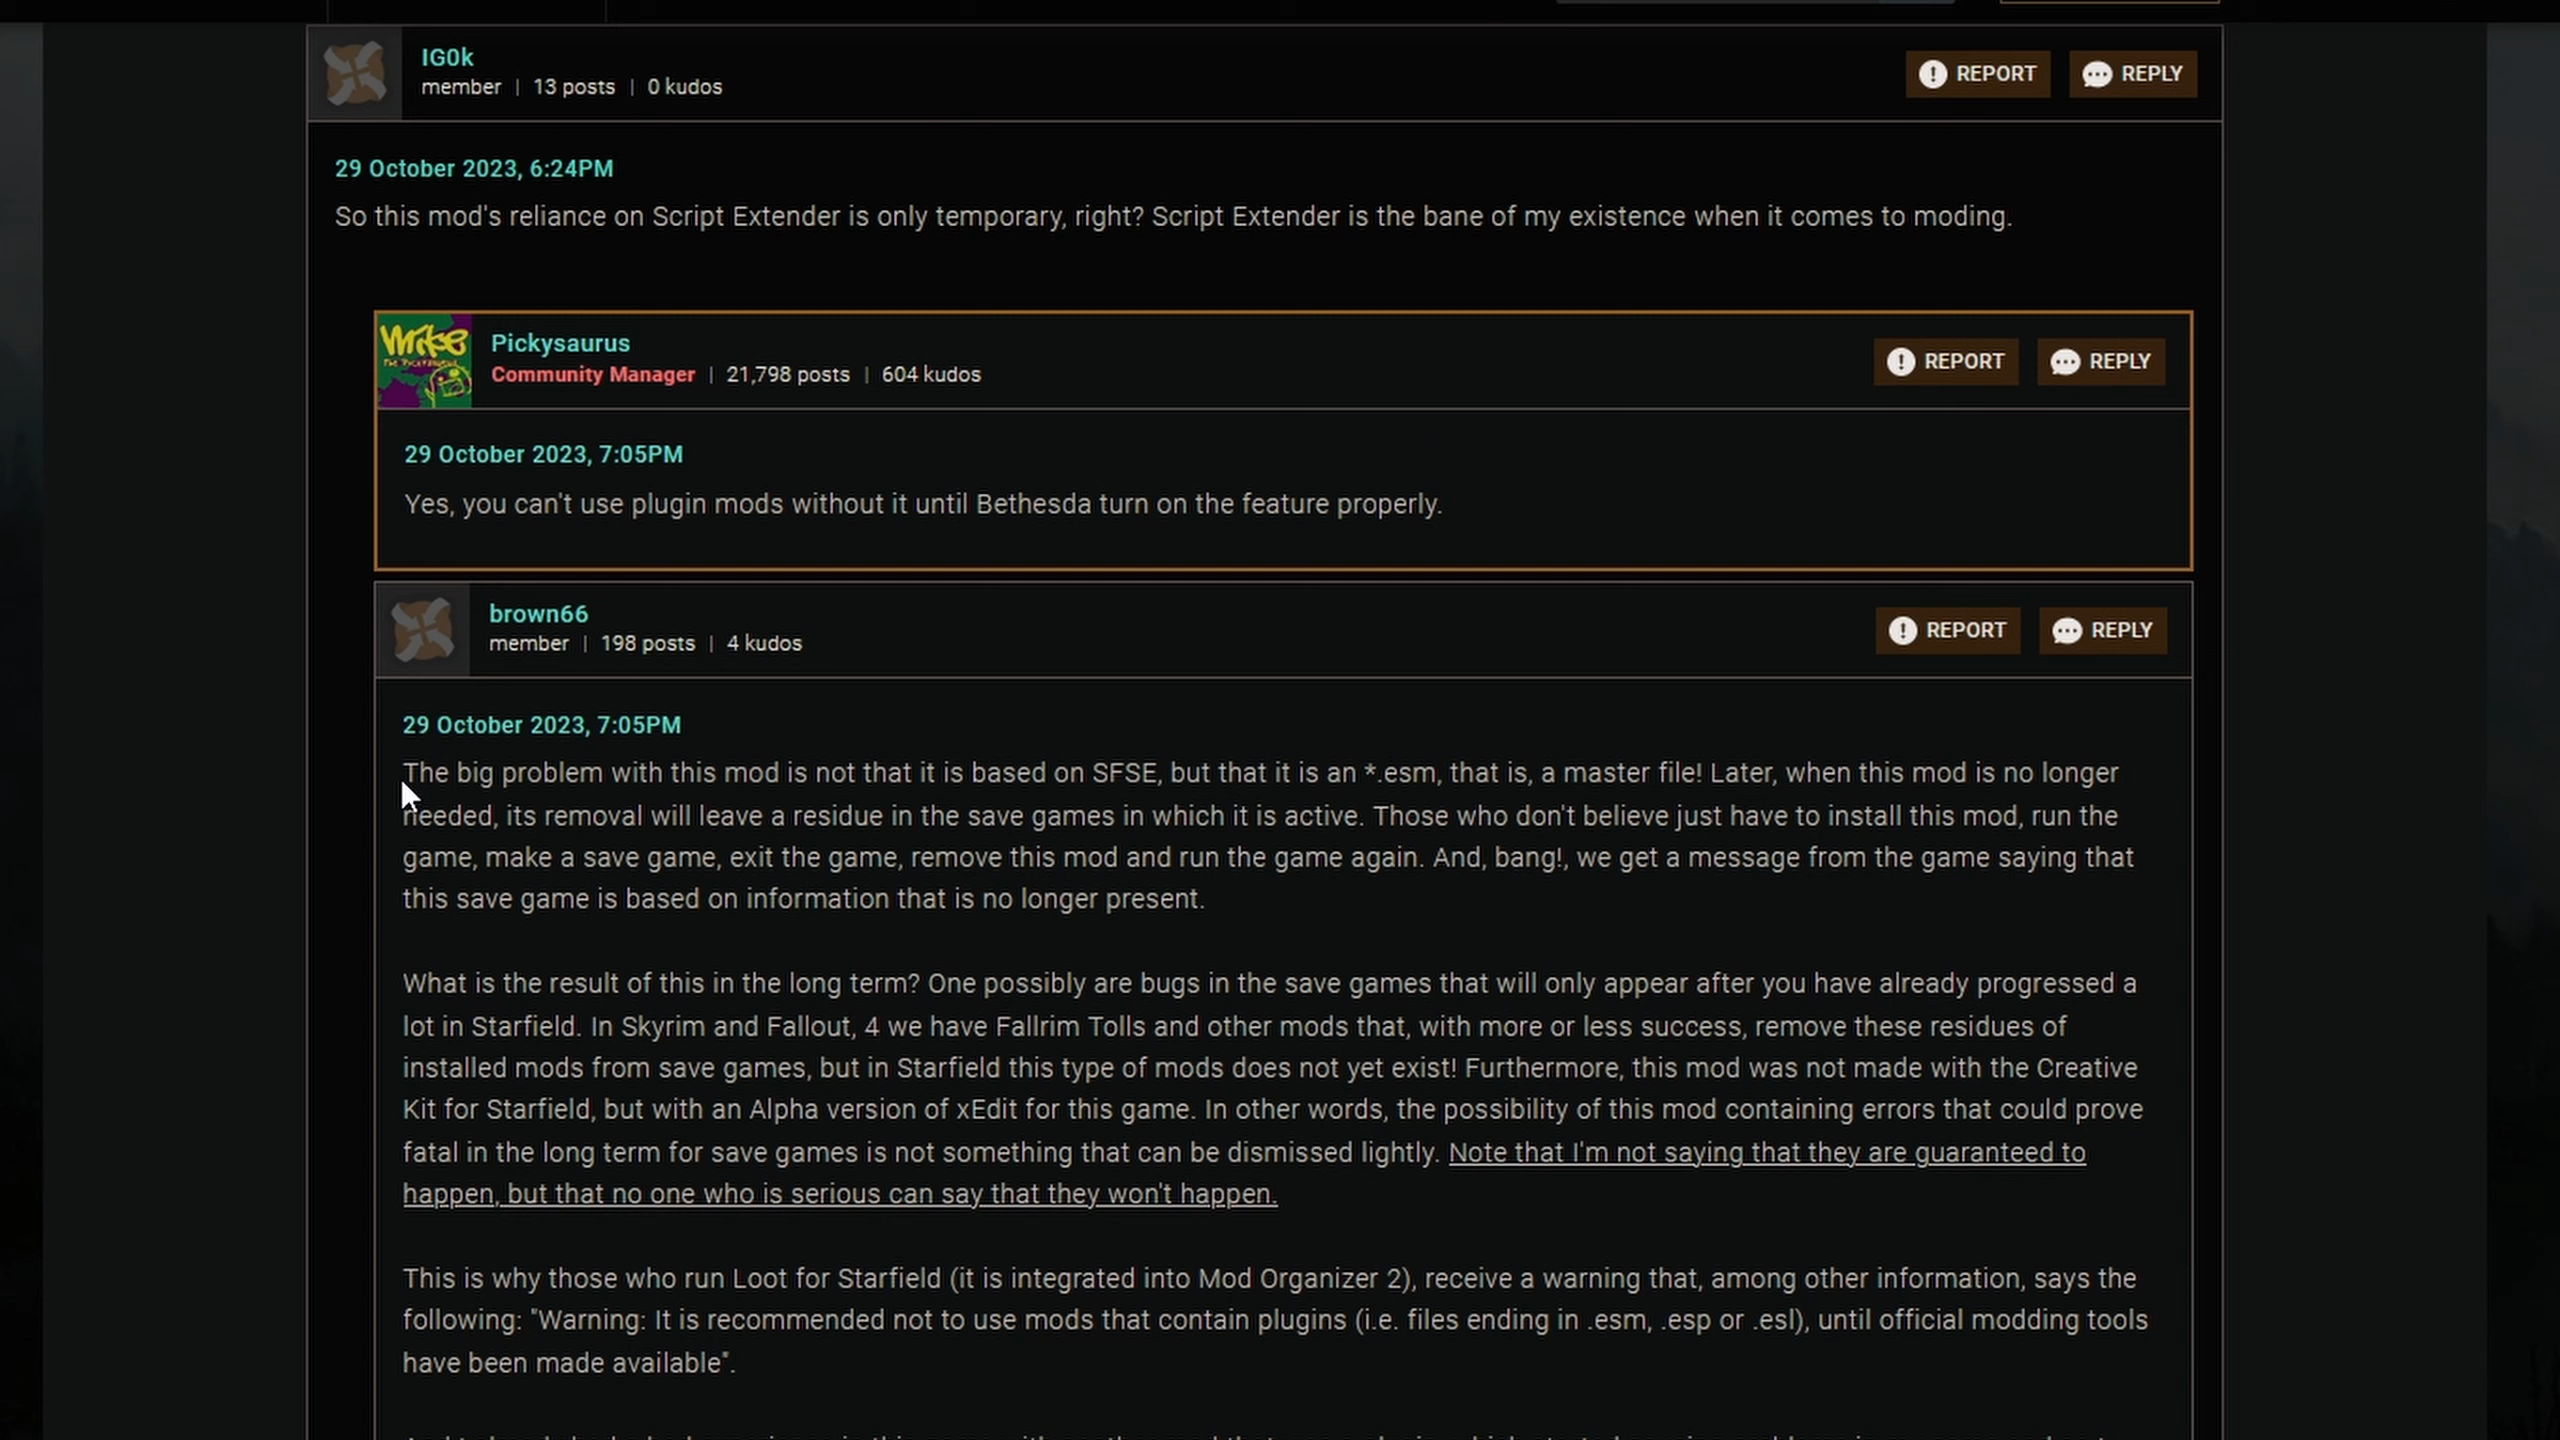 IG0k
member | 13 posts | 0 kudos
REPORT
REPLY
29 October 2023, 6:24PM
So this mod's reliance on Script Extender is only temporary, right? Script Extender is the bane of my existence when it comes to moding.
Mike
Pickysaurus
Community Manager | 21,798 posts | 604 kudos
REPORT
REPLY
29 October 2023, 7:05PM
Yes, you can't use plugin mods without it until Bethesda turn on the feature properly.
brown66
member | 198 posts | 4 kudos
REPORT
REPLY
29 October 2023, 7:05PM
The big problem with this mod is not that it is based on SFSE, but that it is an *.esm, that is, a master file! Later, when this mod is no longer
needed, its removal will leave a residue in the save games in which it is active. Those who don't believe just have to install this mod, run the
game, make a save game, exit the game, remove this mod and run the game again. And, bang!, we get a message from the game saying that
this save game is based on information that is no longer present.
What is the result of this in the long term? One possibly are bugs in the save games that will only appear after you have already progressed a
lot in Starfield. In Skyrim and Fallout, 4 we have Fallrim Tolls and other mods that, with more or less success, remove these residues of
installed mods from save games, but in Starfield this type of mods does not yet exist! Furthermore, this mod was not made with the Creative
Kit for Starfield, but with an Alpha version of xEdit for this game. In other words, the possibility of this mod containing errors that could prove
fatal in the long term for save games is not something that can be dismissed lightly. Note that I'm not saying that they are guaranteed to
happen, but that no one who is serious can say that they won't happen.
This is why those who run Loot for Starfield (it is integrated into Mod Organizer 2), receive a warning that, among other information, says the
following: "Warning: It is recommended not to use mods that contain plugins (i.e. files ending in .esm, .esp or .esl), until official modding tools
have been made available".